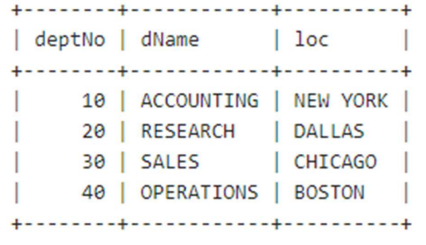 +--------+------------+----------+
| deptNo | dName      | loc      |
+--------+------------+----------+
|     10 | ACCOUNTING | NEW YORK |
|     20 | RESEARCH   | DALLAS   |
|     30 | SALES      | CHICAGO  |
|     40 | OPERATIONS | BOSTON   |
+--------+------------+----------+